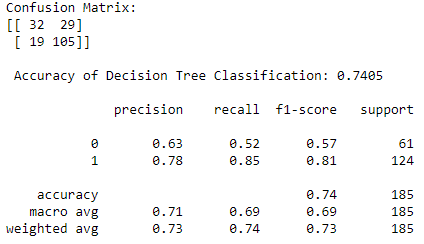 Confusion Matrix:
[[ 32  29]
 [ 19 105]]
Accuracy of Decision Tree Classification: 0.7405
precision    recall  f1-score   support
0       0.63      0.52      0.57        61
1       0.78      0.85      0.81       124
accuracy                           0.74       185
macro avg       0.71      0.69      0.69       185
weighted avg       0.73      0.74      0.73       185